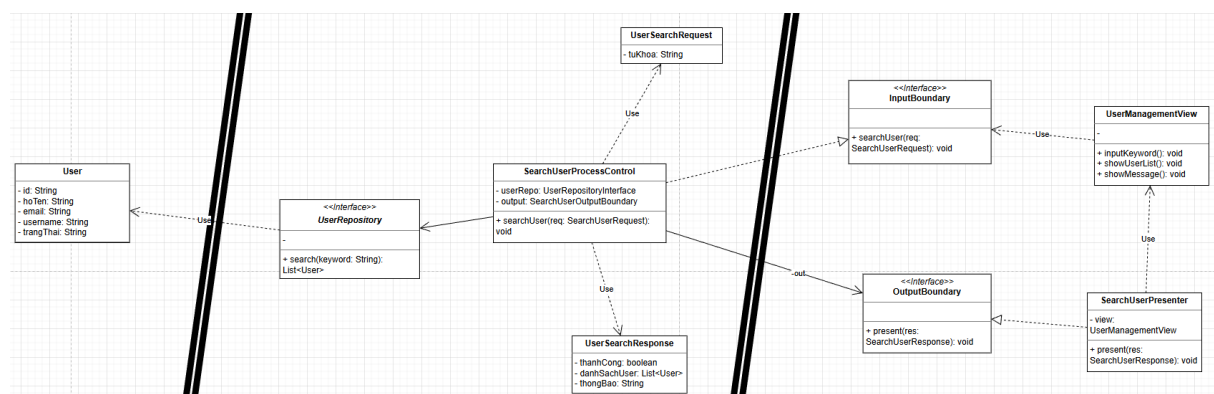 UserSearchRequest
- tuKhoa: String
Use
<<Interface>>
InputBoundary
+ searchUser(req:
SearchUserRequest): void
Use
UserManagementView
-
+ inputKeyword(): void
+ showUserList(): void
+ showMessage(): void
User
- id: String
- hoTen: String
- email: String
- username: String
- trangThai: String
Use
<<Interface>>
UserRepository
-
+ search(keyword: String):
List<User>
SearchUserProcessControl
- userRepo: UserRepositoryInterface
- output: SearchUserOutputBoundary
+ searchUser(req: SearchUserRequest):
void
Use
-out
Use
<<Interface>>
OutputBoundary
+ present(res:
SearchUserResponse): void
SearchUserPresenter
- view:
UserManagementView
+ present(res:
SearchUserResponse): void
UserSearchResponse
- thanhCong: boolean
- danhSachUser: List<User>
- thongBao: String